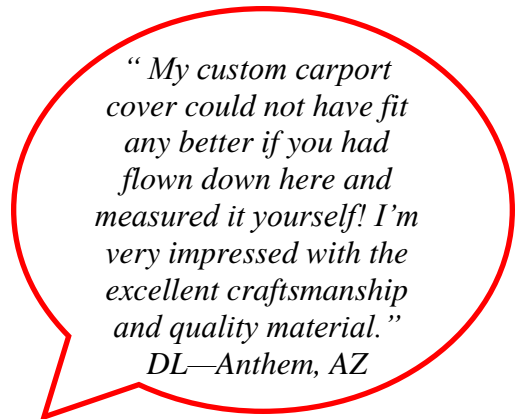 “ My custom carport
cover could not have fit
any better if you had
flown down here and
measured it yourself! I’m
very impressed with the
excellent craftsmanship
and quality material.”
DL—Anthem, AZ